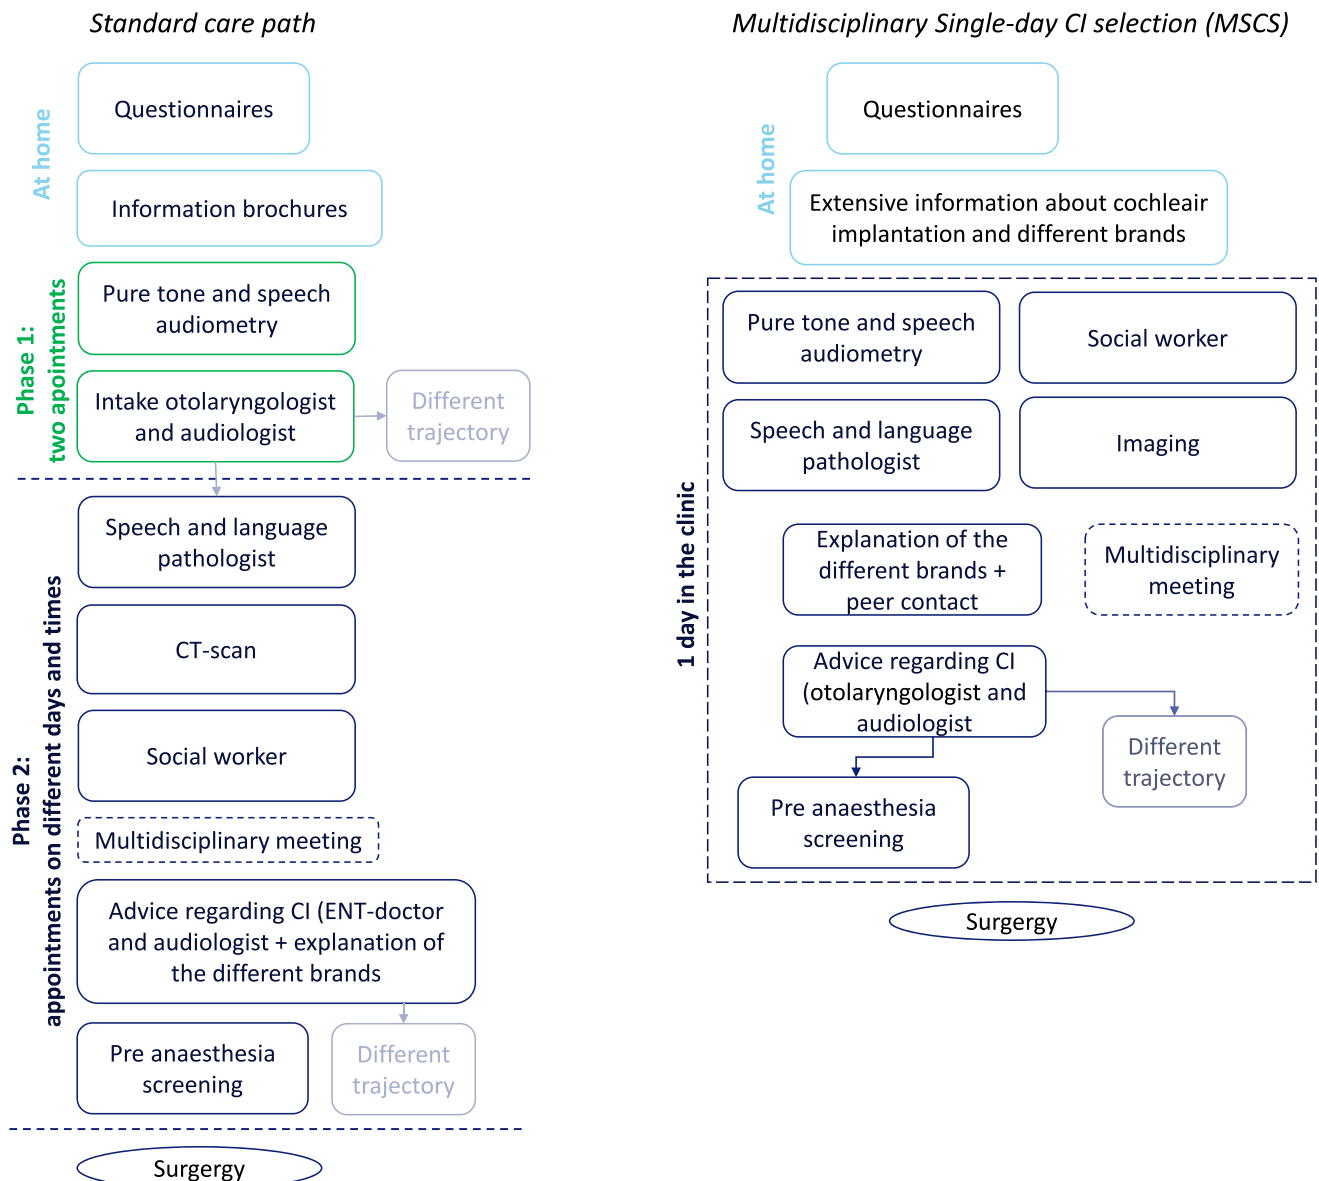 Standard care path
At home
Questionnaires
Information brochures
Phase 1:
two apointments
Pure tone and speech
audiometry
Intake otolaryngologist
and audiologist
Different
trajectory
Phase 2:
appointments on different days and times
Speech and language
pathologist
CT-scan
Social worker
Multidisciplinary meeting
Advice regarding CI (ENT-doctor
and audiologist + explanation of
the different brands
Pre anaesthesia
screening
Different
trajectory
Surgergy
Multidisciplinary Single-day CI selection (MSCS)
At home
Questionnaires
Extensive information about cochleair
implantation and different brands
1 day in the clinic
Pure tone and speech
audiometry
Social worker
Speech and language
pathologist
Imaging
Explanation of the
different brands +
peer contact
Multidisciplinary
meeting
Advice regarding CI
(otolaryngologist and
audiologist
Different
trajectory
Pre anaesthesia
screening
Surgergy